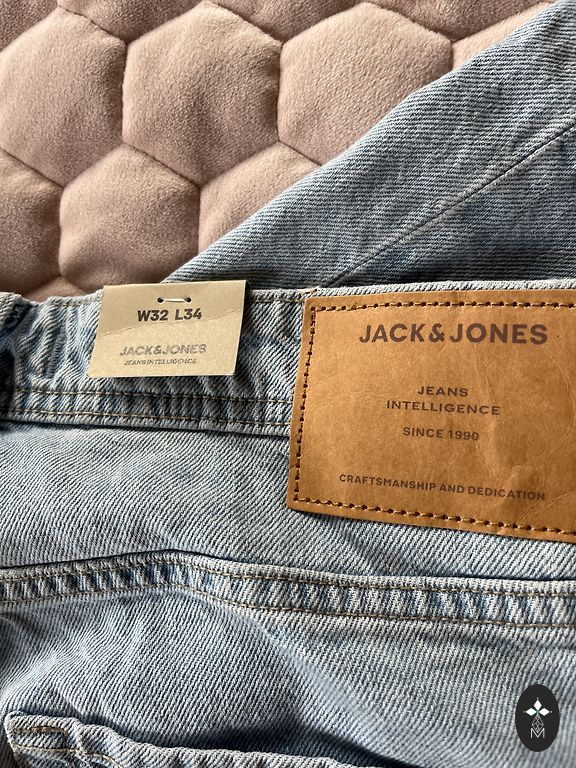 W32 L34
JACK&JONES
JEANS INTELLIGENCE
JACK&JONES
JEANS
INTELLIGENCE
SINCE 1990
CRAFTSMANSHIP AND DEDICATION
M